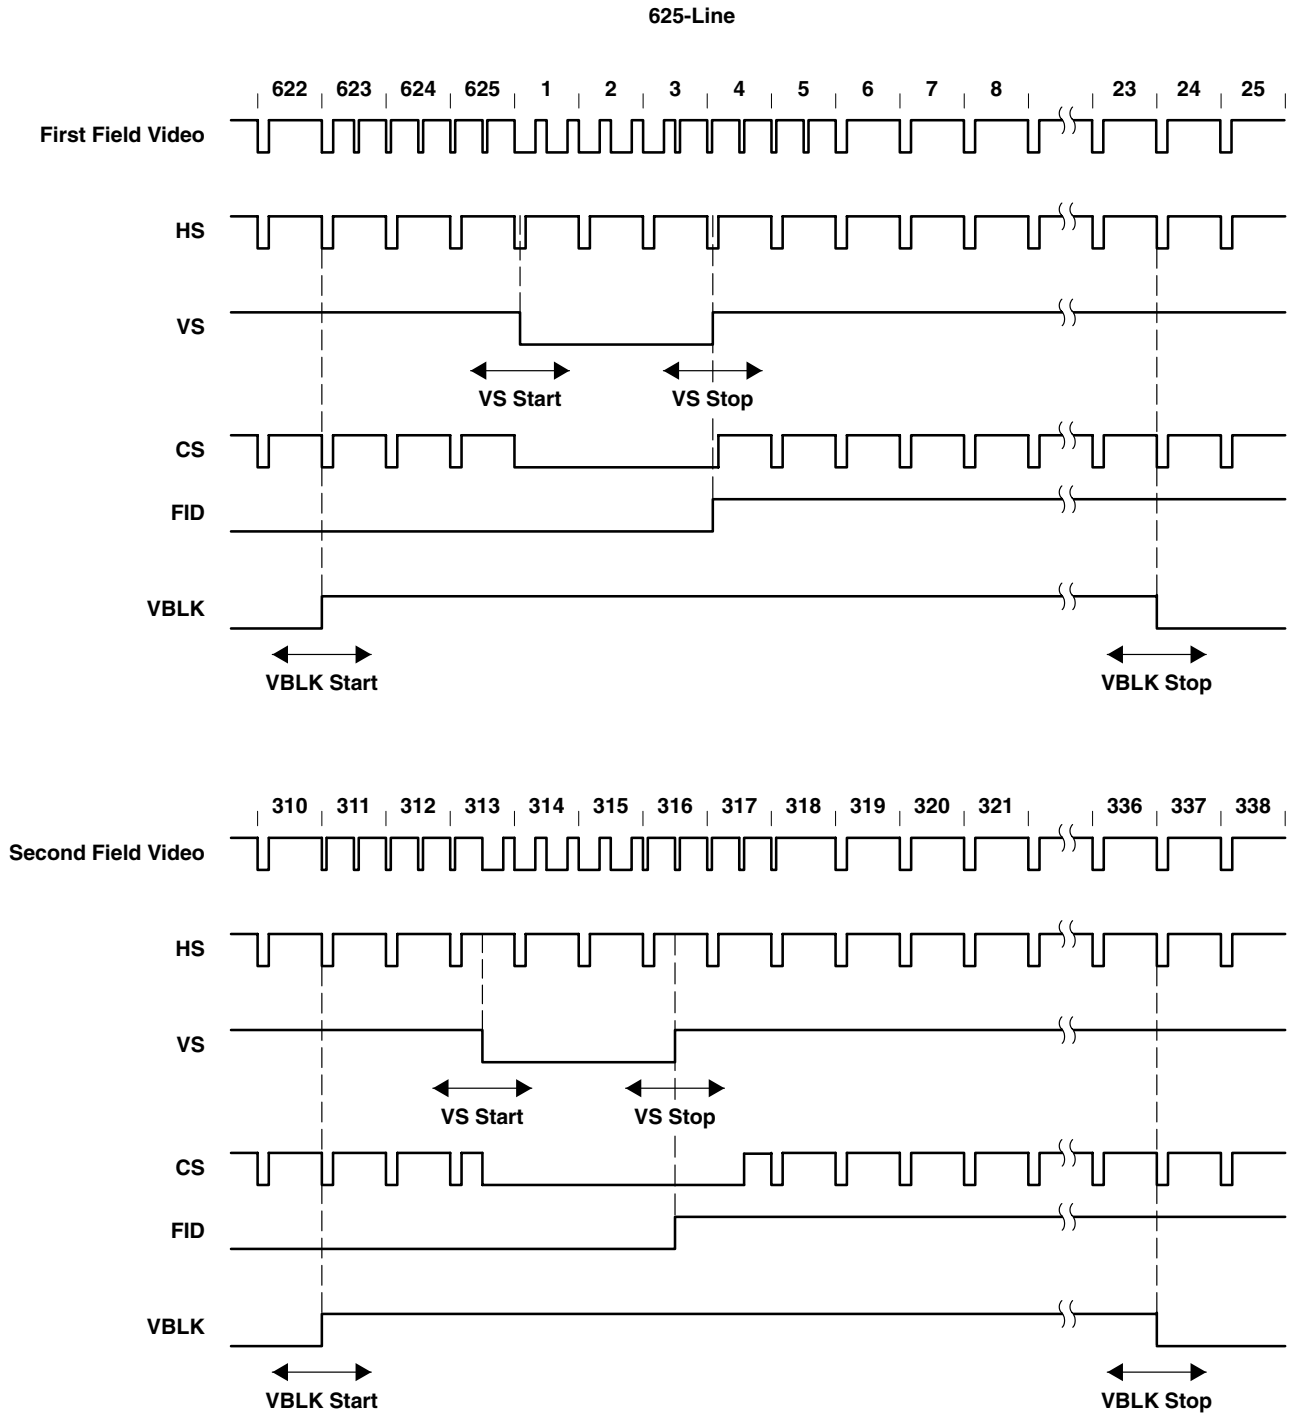 625-Line
622 623 624 625 1 2 3 4 5 6 7 8 23 24 25
First Field Video
HS
VS
VS Start VS Stop
CS
FID
VBLK
VBLK Start VBLK Stop
310 311 312 313 314 315 316 317 318 319 320 321 336 337 338
Second Field Video
HS
VS
VS Start VS Stop
CS
FID
VBLK
VBLK Start VBLK Stop